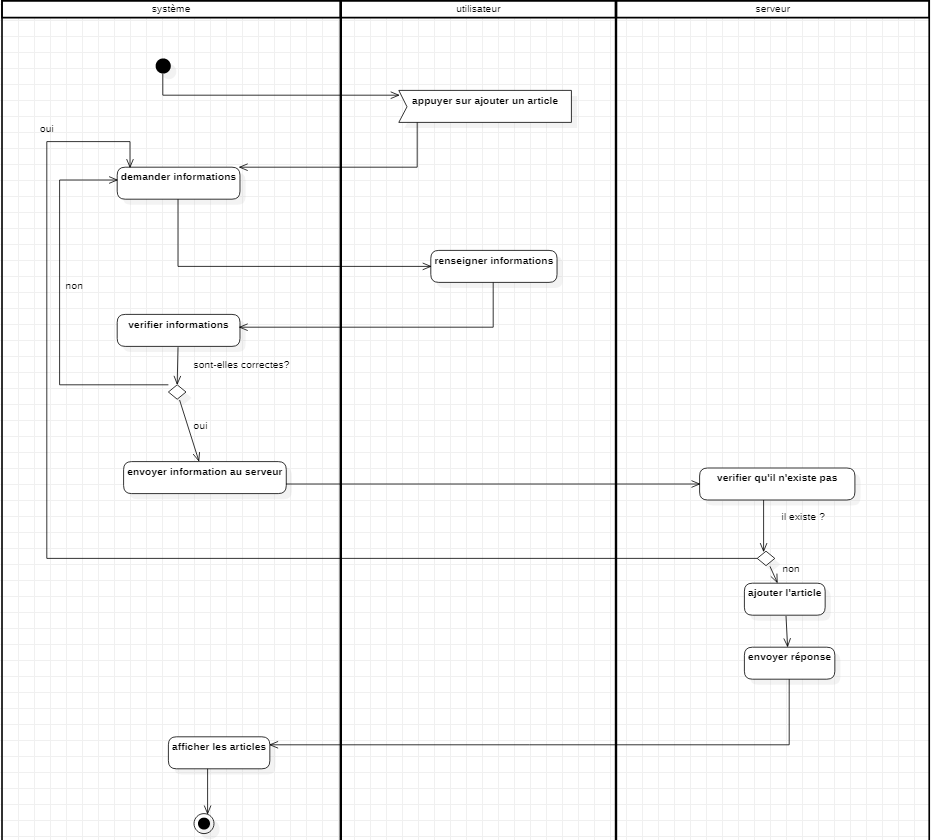 système
utilisateur
serveur
appuyer sur ajouter un article
oui
demander informations
renseigner informations
non
verifier informations
sont-elles correctes?
oui
envoyer information au serveur
verifier qu'il n'existe pas
il existe ?
non
ajouter l'article
envoyer réponse
afficher les articles